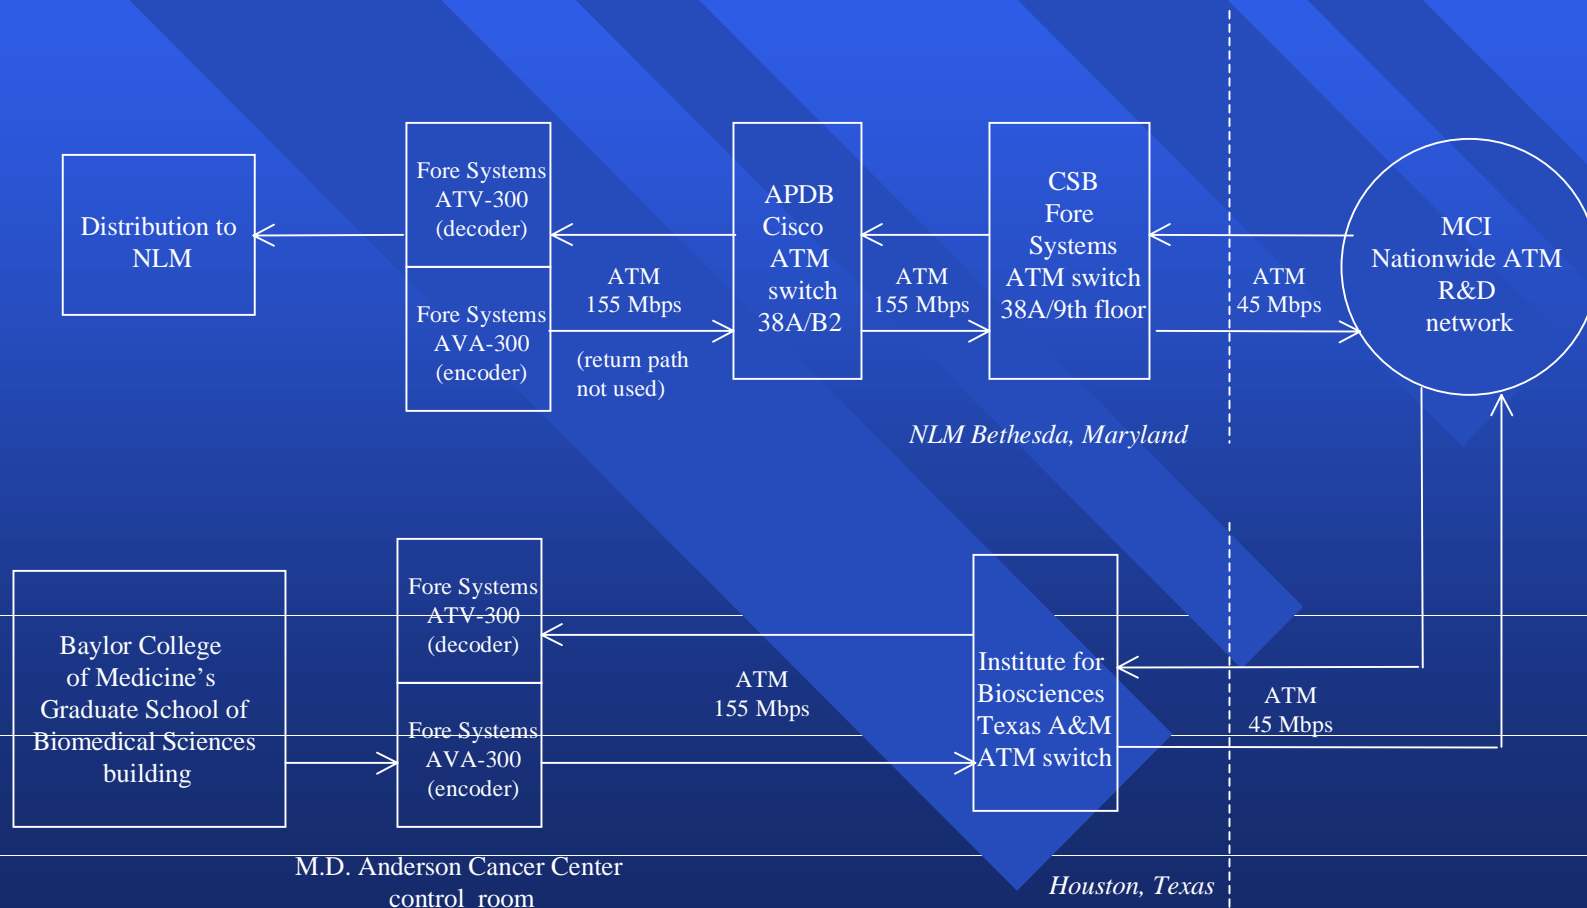 Distribution to
NLM
Fore Systems
ATV-300
(decoder)
Fore Systems
AVA-300
(encoder)
ATM
155 Mbps
(return path
not used)
APDB
Cisco
ATM
switch
38A/B2
ATM
155 Mbps
CSB
Fore
Systems
ATM switch
38A/9th floor
ATM
45 Mbps
MCI
Nationwide ATM
R&D
network
NLM Bethesda, Maryland
Baylor College
of Medicine’s
Graduate School of
Biomedical Sciences
building
Fore Systems
ATV-300
(decoder)
Fore Systems
AVA-300
(encoder)
ATM
155 Mbps
Institute for
Biosciences
Texas A&M
ATM switch
ATM
45 Mbps
M.D. Anderson Cancer Center
control room
Houston, Texas